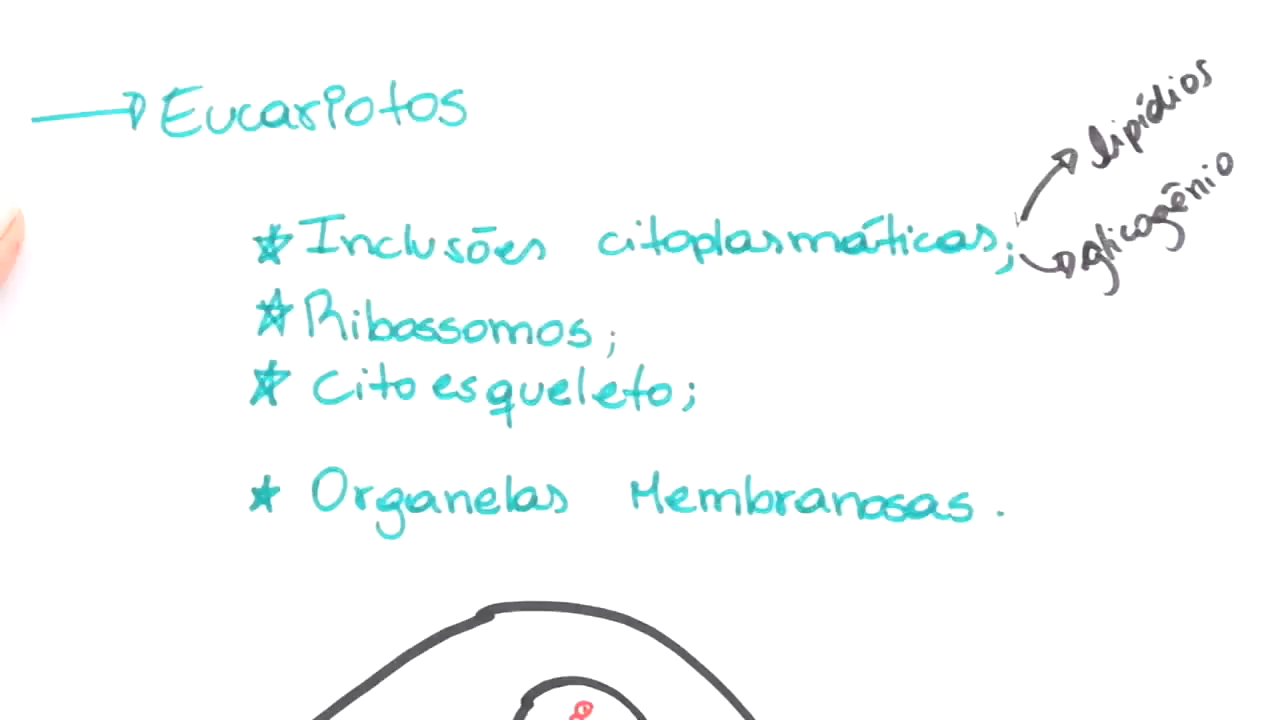 Eucariotos
Inclusões citoplasmáticas;
lipídios
glicogênio
Ribossomos;
Citoesqueleto;
Organelas Membranosas.